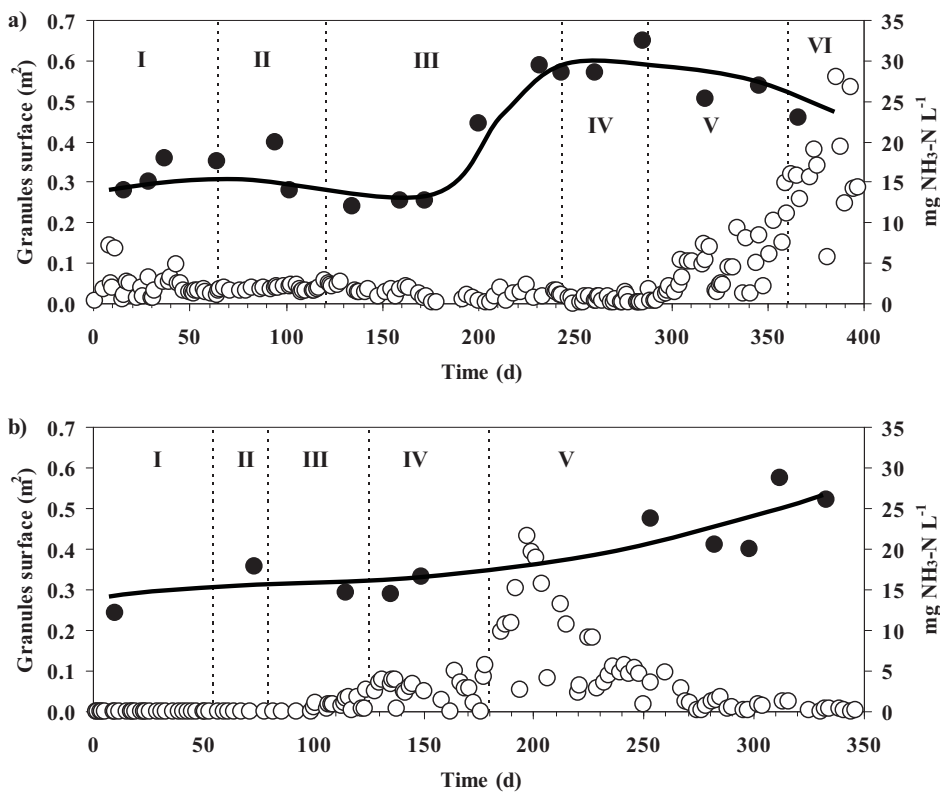 a)
0.7
0.6
0.5
0.4
0.3
0.2
0.1
0.0
Granules surface (m²)
I
II
III
IV
V
VI
35
30
25
20
15
10
5
0
mg NH₃-N L⁻¹
0 50 100 150 200 250 300 350 400
Time (d)
b)
0.7
0.6
0.5
0.4
0.3
0.2
0.1
0.0
Granules surface (m²)
I II III IV V
35
30
25
20
15
10
5
0
mg NH₃-N L⁻¹
0 50 100 150 200 250 300 350
Time (d)